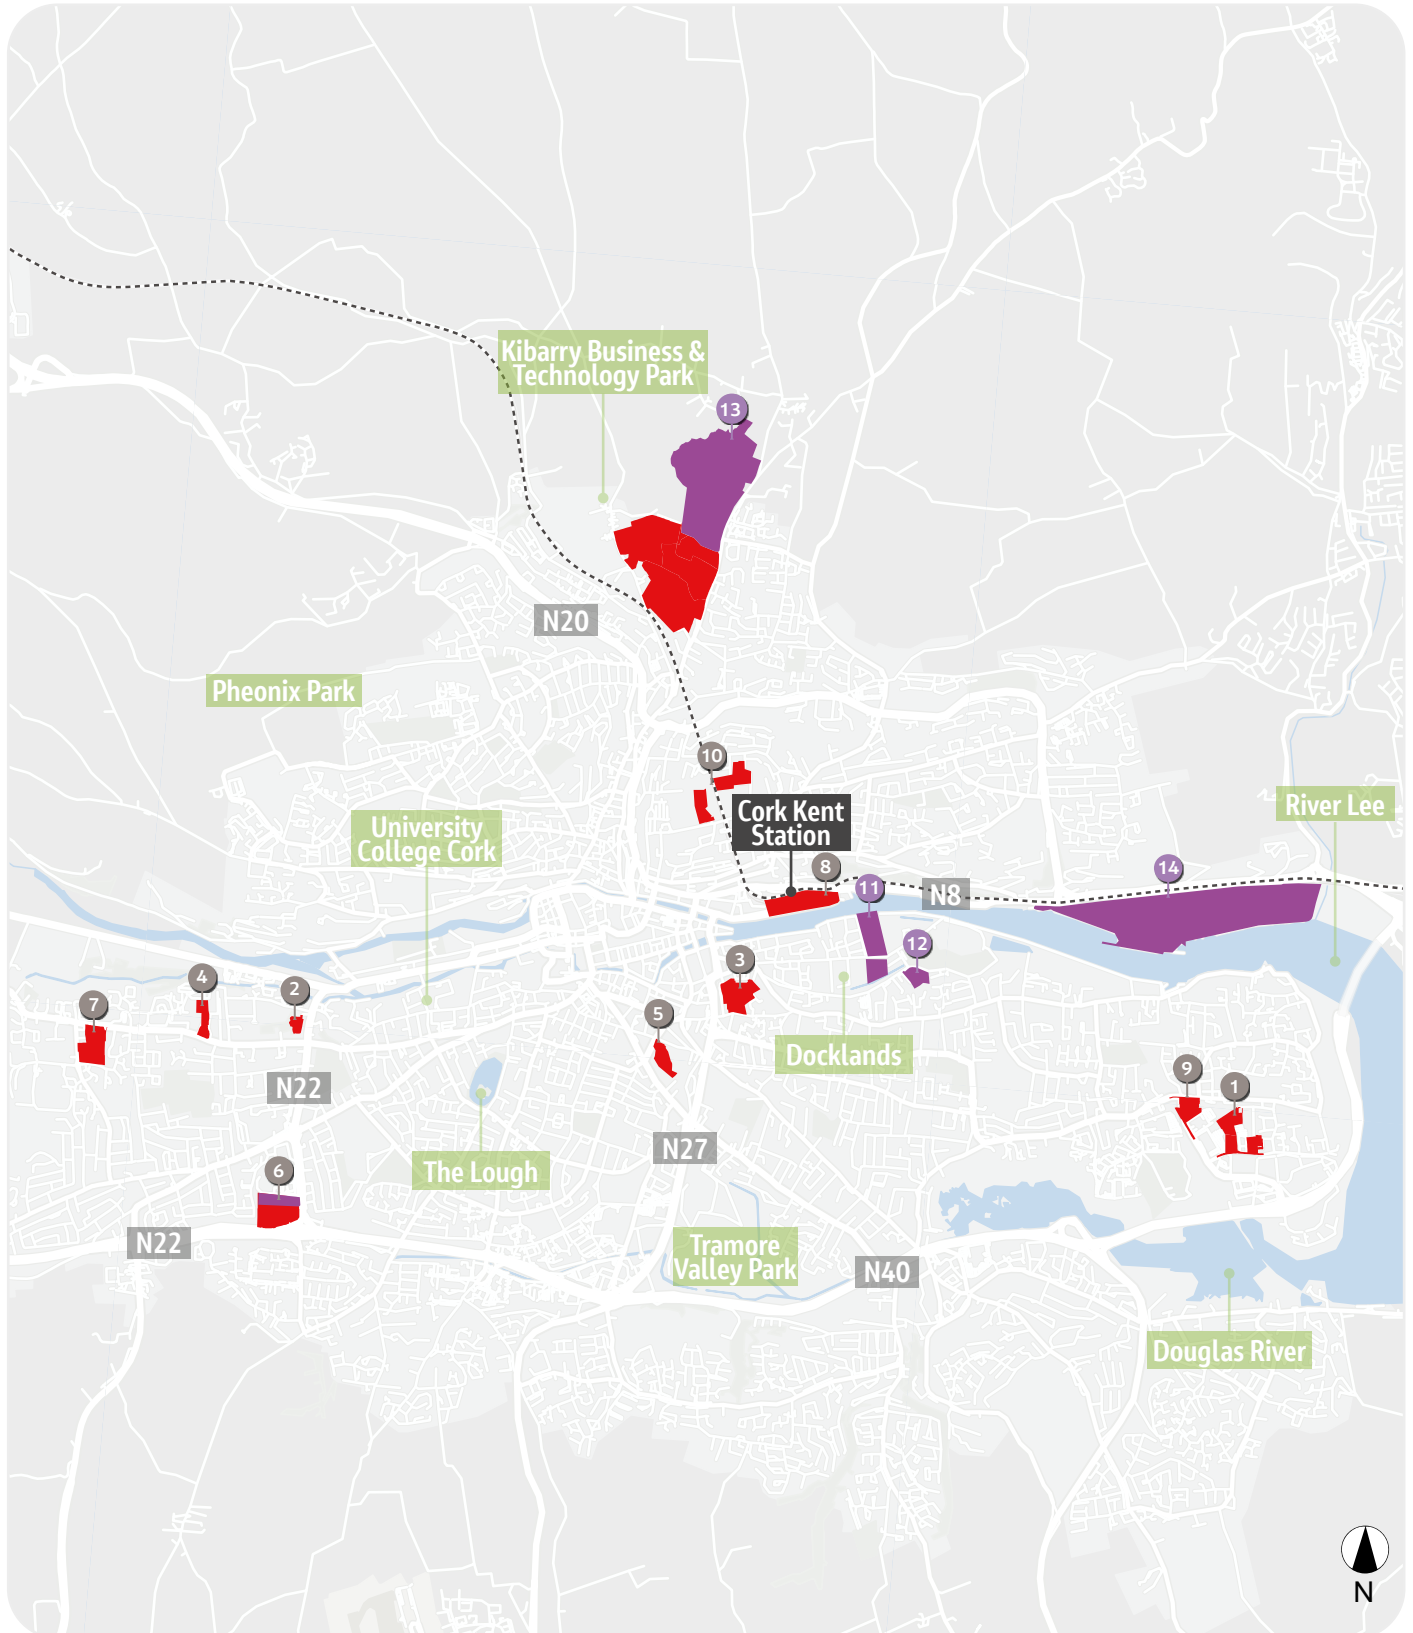 Kibarry Business &
Technology Park
13
N20
Pheonix Park
10
Cork Kent
Station
River Lee
University
College Cork
8
14
11
N8
12
3
4
2
7
5
Docklands
9
1
N22
N27
The Lough
6
N22
Tramore
Valley Park
N40
Douglas River
N